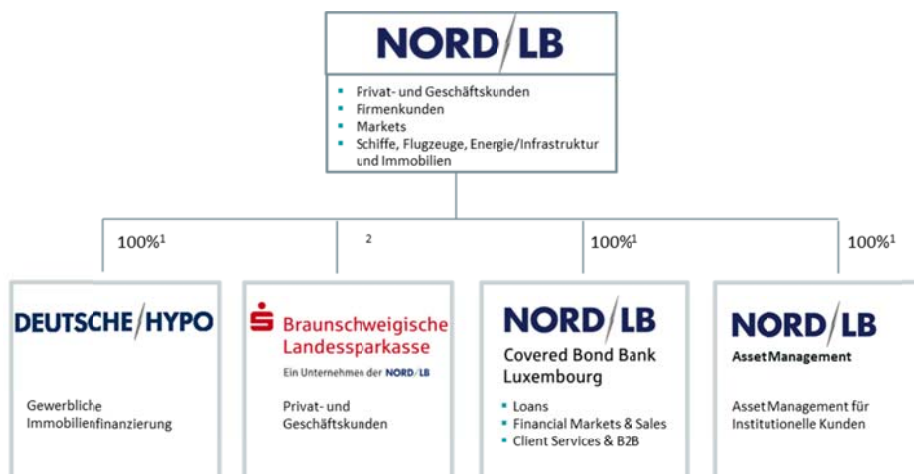 NORD/LB
▪ Privat- und Geschäftskunden
▪ Firmenkunden
▪ Markets
▪ Schiffe, Flugzeuge, Energie/Infrastruktur
und Immobilien
100%¹
²
100%¹
100%¹
DEUTSCHE/HYPO
Gewerbliche
Immobilienfinanzierung
Braunschweigische
Landessparkasse
Ein Unternehmen der NORD/LB
Privat- und
Geschäftskunden
NORD/LB
Covered Bond Bank
Luxembourg
▪ Loans
▪ Financial Markets & Sales
▪ Client Services & B2B
NORD/LB
AssetManagement
AssetManagement für
Institutionelle Kunden